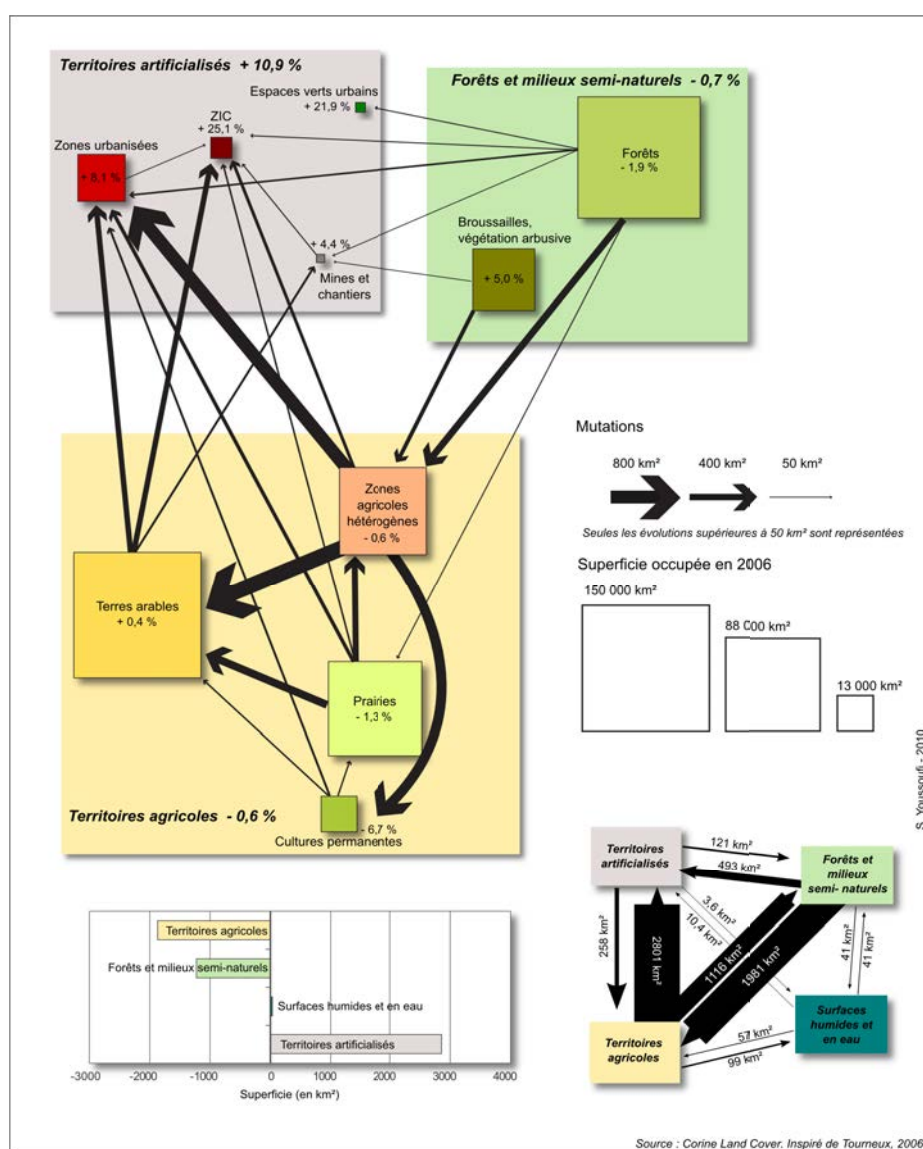 Territoires artificialisés + 10,9 %
Espaces verts urbains
+ 21,9 %
ZIC
+ 25,1 %
Zones urbanisées
+ 8,1 %
+ 4,4 %
Mines et
chantiers
Forêts et milieux semi-naturels - 0,7 %
Forêts
- 1,9 %
Broussailles,
végétation arbusive
+ 5,0 %
Zones
agricoles
hétérogènes
- 0,6 %
Terres arables
+ 0,4 %
Prairies
- 1,3 %
- 6,7 %
Cultures permanentes
Territoires agricoles - 0,6 %
Mutations
800 km² 400 km² 50 km²
Seules les évolutions supérieures à 50 km² sont représentées
Superficie occupée en 2006
150 000 km²
88 000 km²
13 000 km²
S. Youssoufi - 2010
Territoires agricoles
Forêts et milieux semi-naturels
Surfaces humides et en eau
Territoires artificialisés
-3000 -2000 -1000 0 1000 2000 3000 4000
Superficie (en km²)
Territoires
artificialisés
121 km²
493 km²
Forêts et
milieux
semi- naturels
3,6 km²
10,4 km²
258 km²
2801 km²
1116 km²
1981 km²
41 km²
41 km²
Territoires
agricoles
57 km²
99 km²
Surfaces
humides et
en eau
Source : Corine Land Cover. Inspiré de Tourneux, 2006